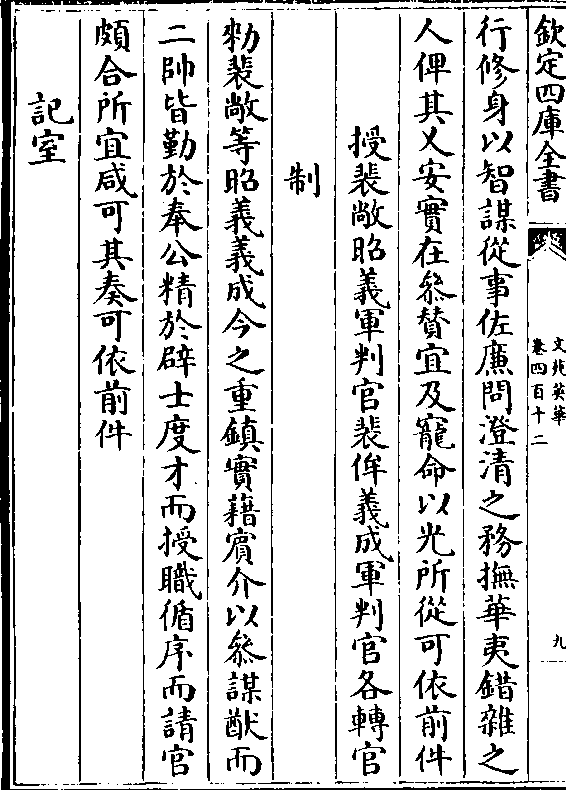 欽定四庫全書
文苑英華
卷四百十二
九
行修身以智謀從事佐廉問澄清之務撫華夷錯雜之
人俾其乂安實在叅賛宜及寵命以光所從可依前件
授裴敞昭義軍判官裴侔義成軍判官各轉官
制
勑裴敞等昭義義成今之重鎮實藉賔介以叅謀猷而
二帥皆勤於奉公精於辟士度才而授職循序而請官
頗合所宜咸可其奏可依前件
記室